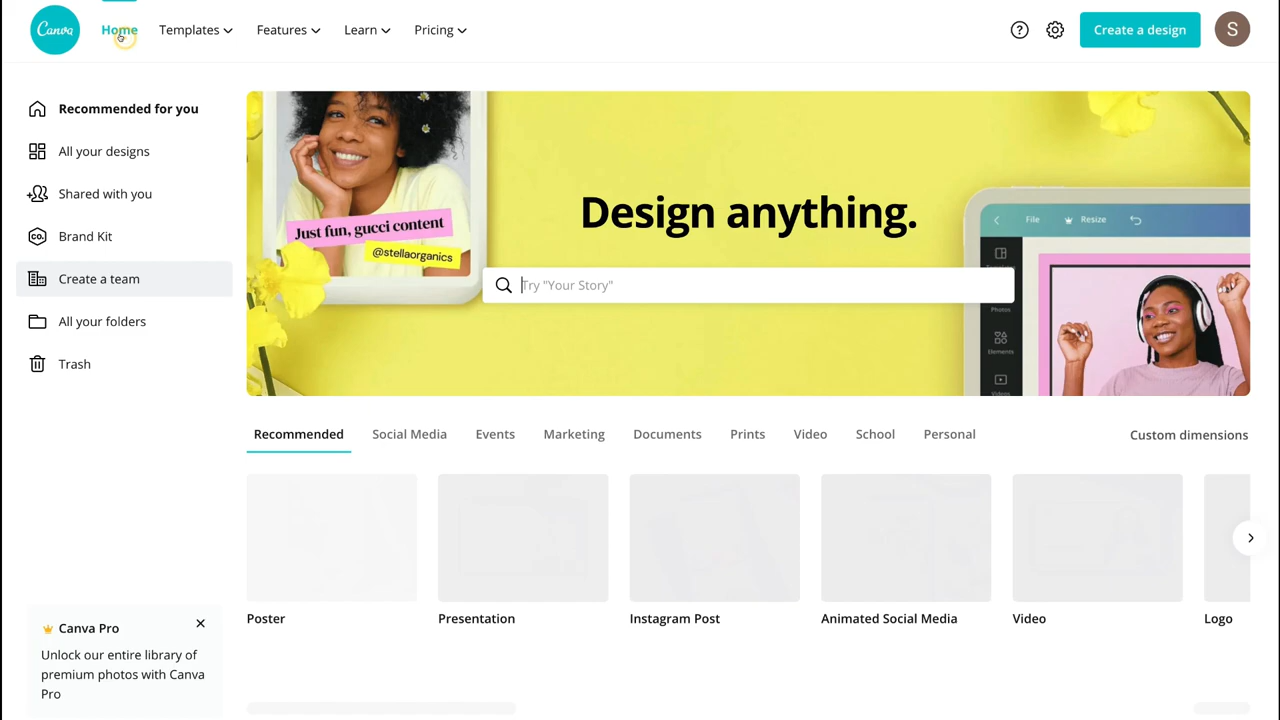 Canva
Home
Templates
Features
Learn
Pricing
Create a design
S
Recommended for you
All your designs
Shared with you
Brand Kit
Create a team
All your folders
Trash
Just fun, gucci content
@stellaorganics
Design anything.
Try "Your Story"
File
Resize
Photos
Elements
Recommended
Social Media
Events
Marketing
Documents
Prints
Video
School
Personal
Custom dimensions
Poster
Presentation
Instagram Post
Animated Social Media
Video
Logo
Canva Pro
Unlock our entire library of
premium photos with Canva
Pro